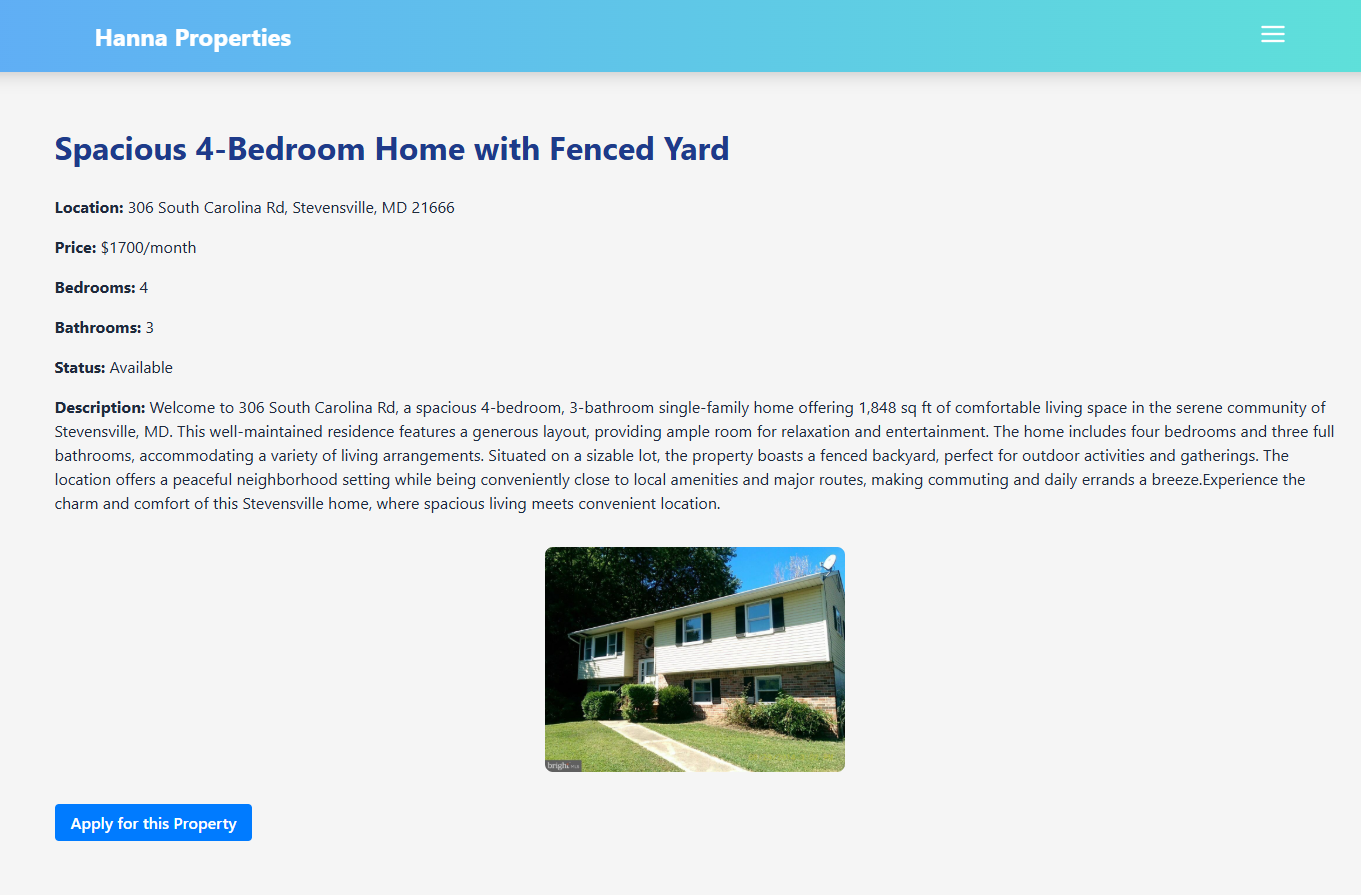 Hanna Properties
Spacious 4-Bedroom Home with Fenced Yard
Location: 306 South Carolina Rd, Stevensville, MD 21666
Price: $1700/month
Bedrooms: 4
Bathrooms: 3
Status: Available
Description: Welcome to 306 South Carolina Rd, a spacious 4-bedroom, 3-bathroom single-family home offering 1,848 sq ft of comfortable living space in the serene community of
Stevensville, MD. This well-maintained residence features a generous layout, providing ample room for relaxation and entertainment. The home includes four bedrooms and three full
bathrooms, accommodating a variety of living arrangements. Situated on a sizable lot, the property boasts a fenced backyard, perfect for outdoor activities and gatherings. The
location offers a peaceful neighborhood setting while being conveniently close to local amenities and major routes, making commuting and daily errands a breeze.Experience the
charm and comfort of this Stevensville home, where spacious living meets convenient location.
bright
Apply for this Property